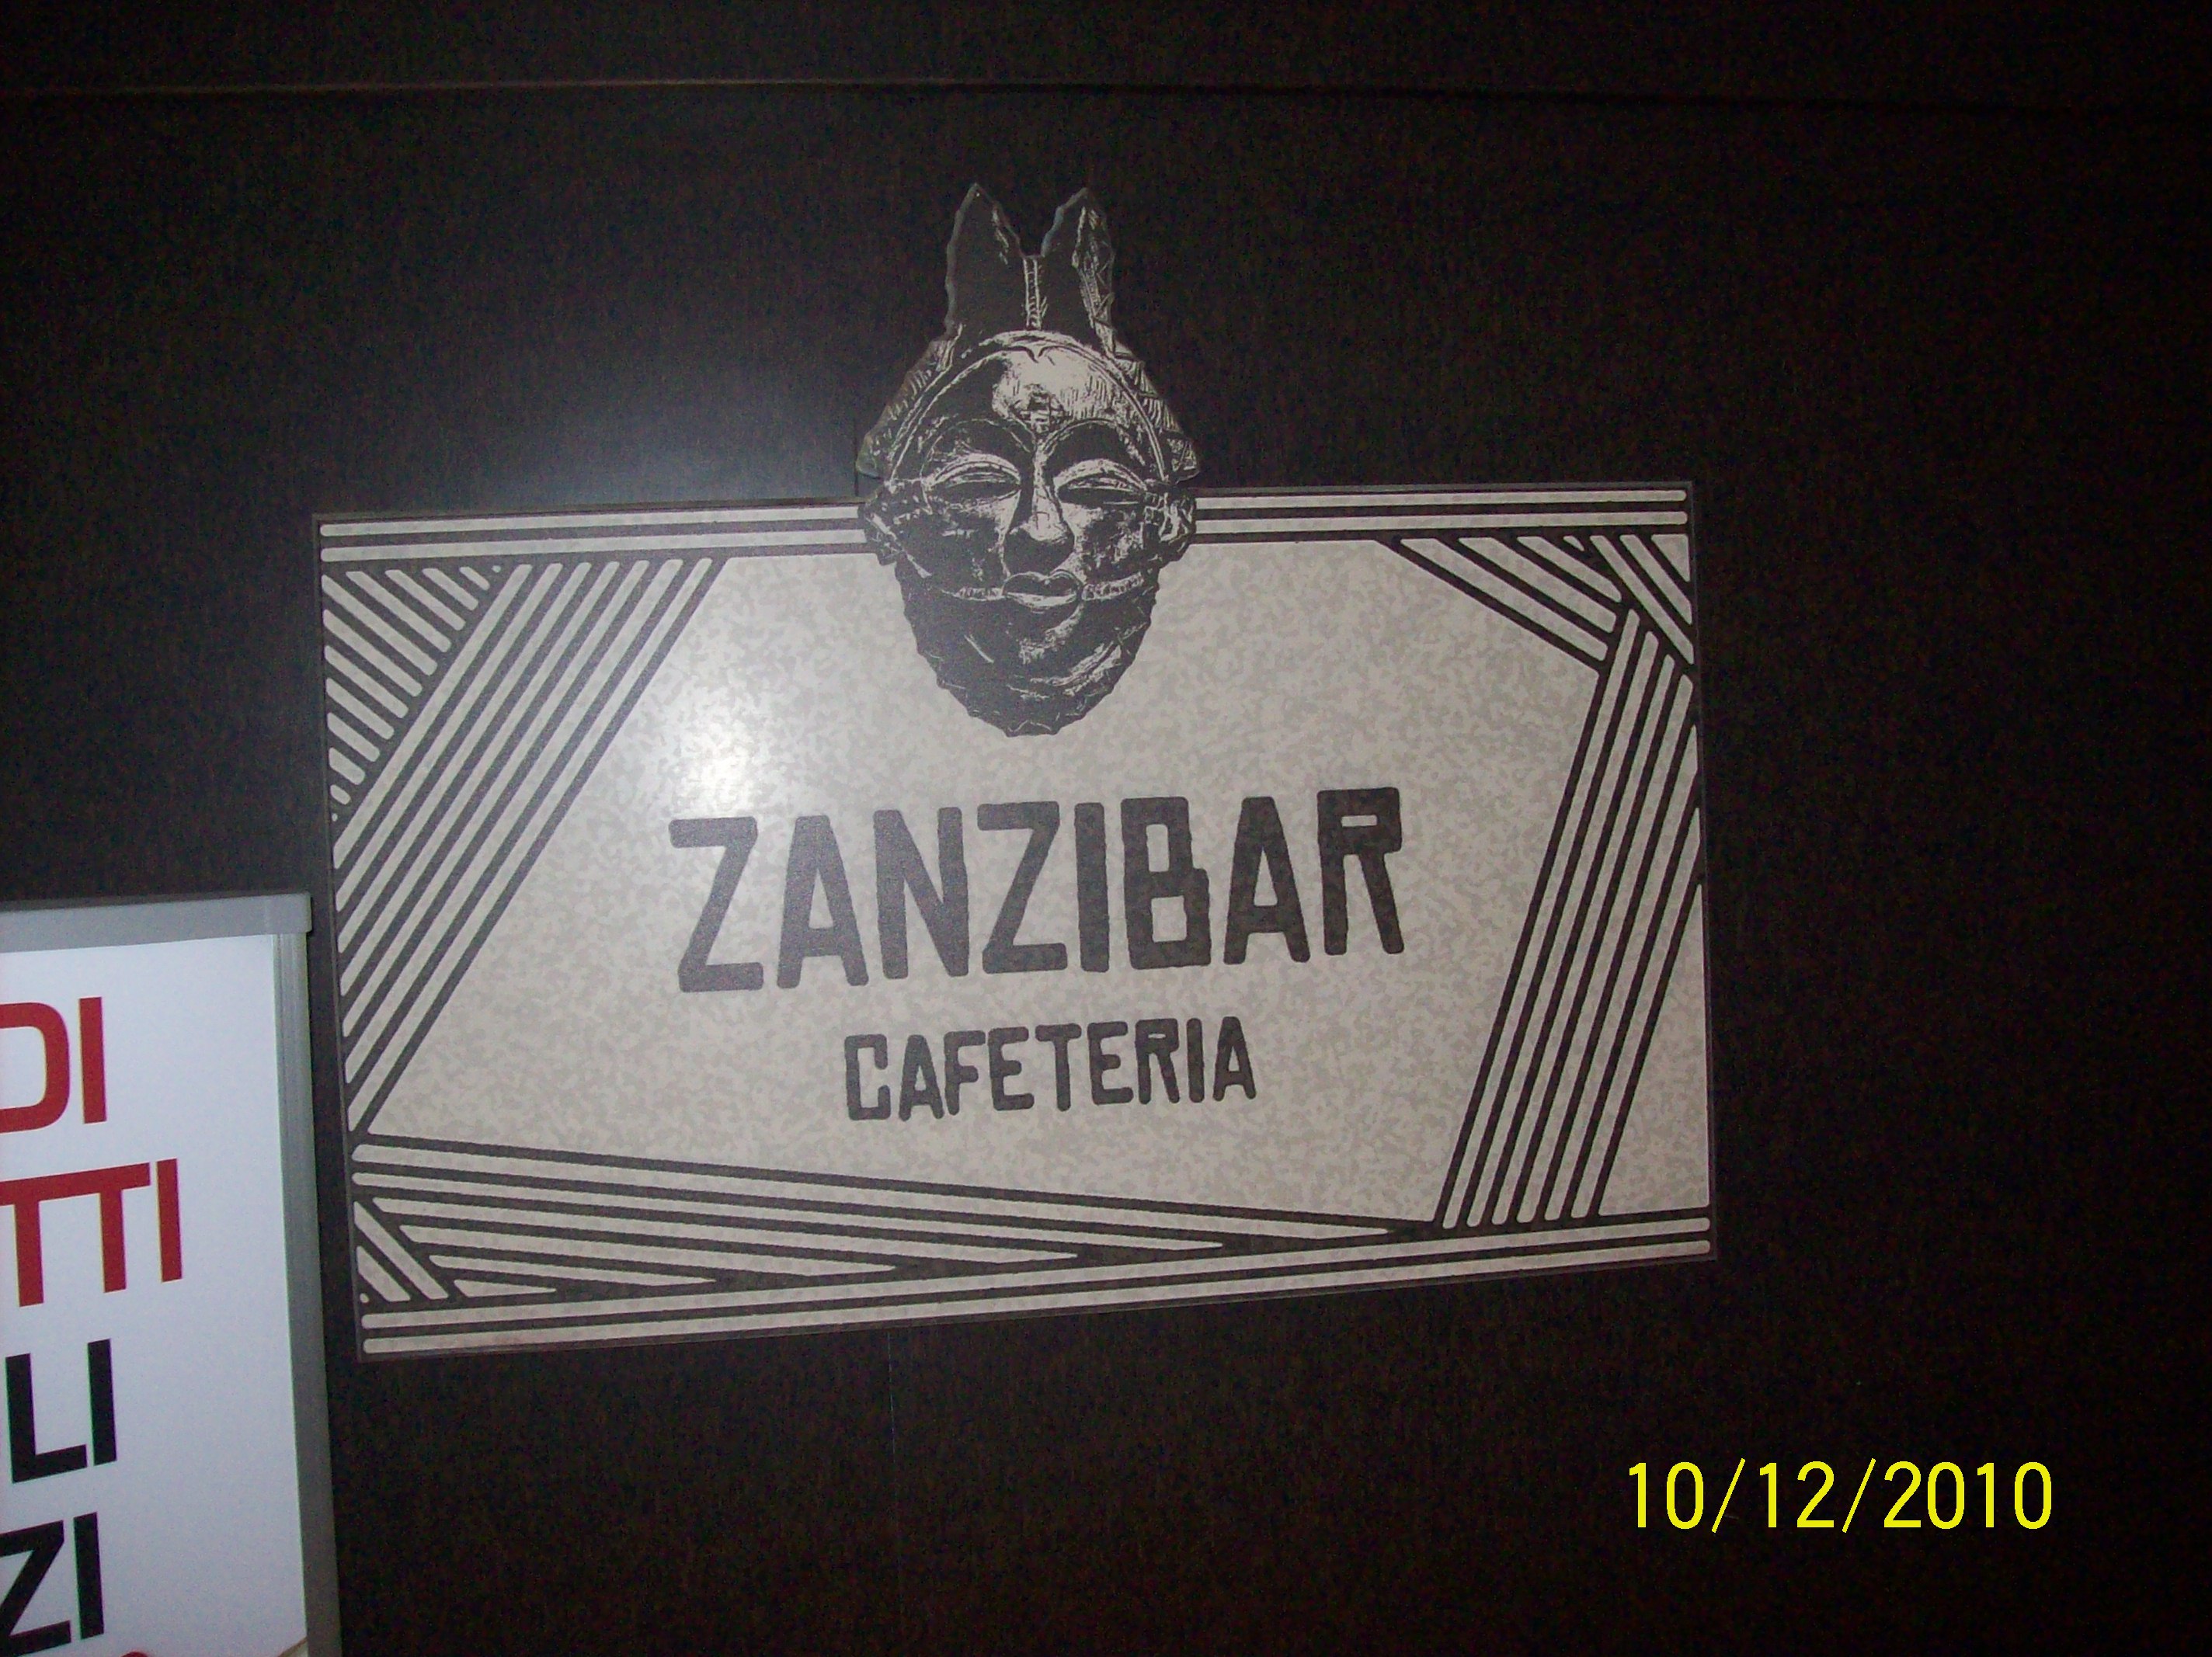 ZANZIBAR
CAFETERIA
DI
TTI
LI
ZI
10/12/2010